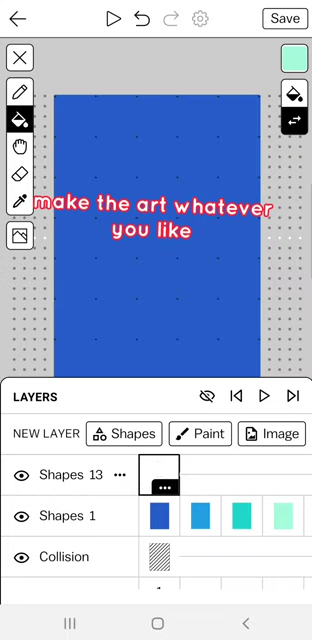 Save
make the art whatever
you like
LAYERS
NEW LAYER Shapes Paint Image
Shapes 13
Shapes 1
Collision